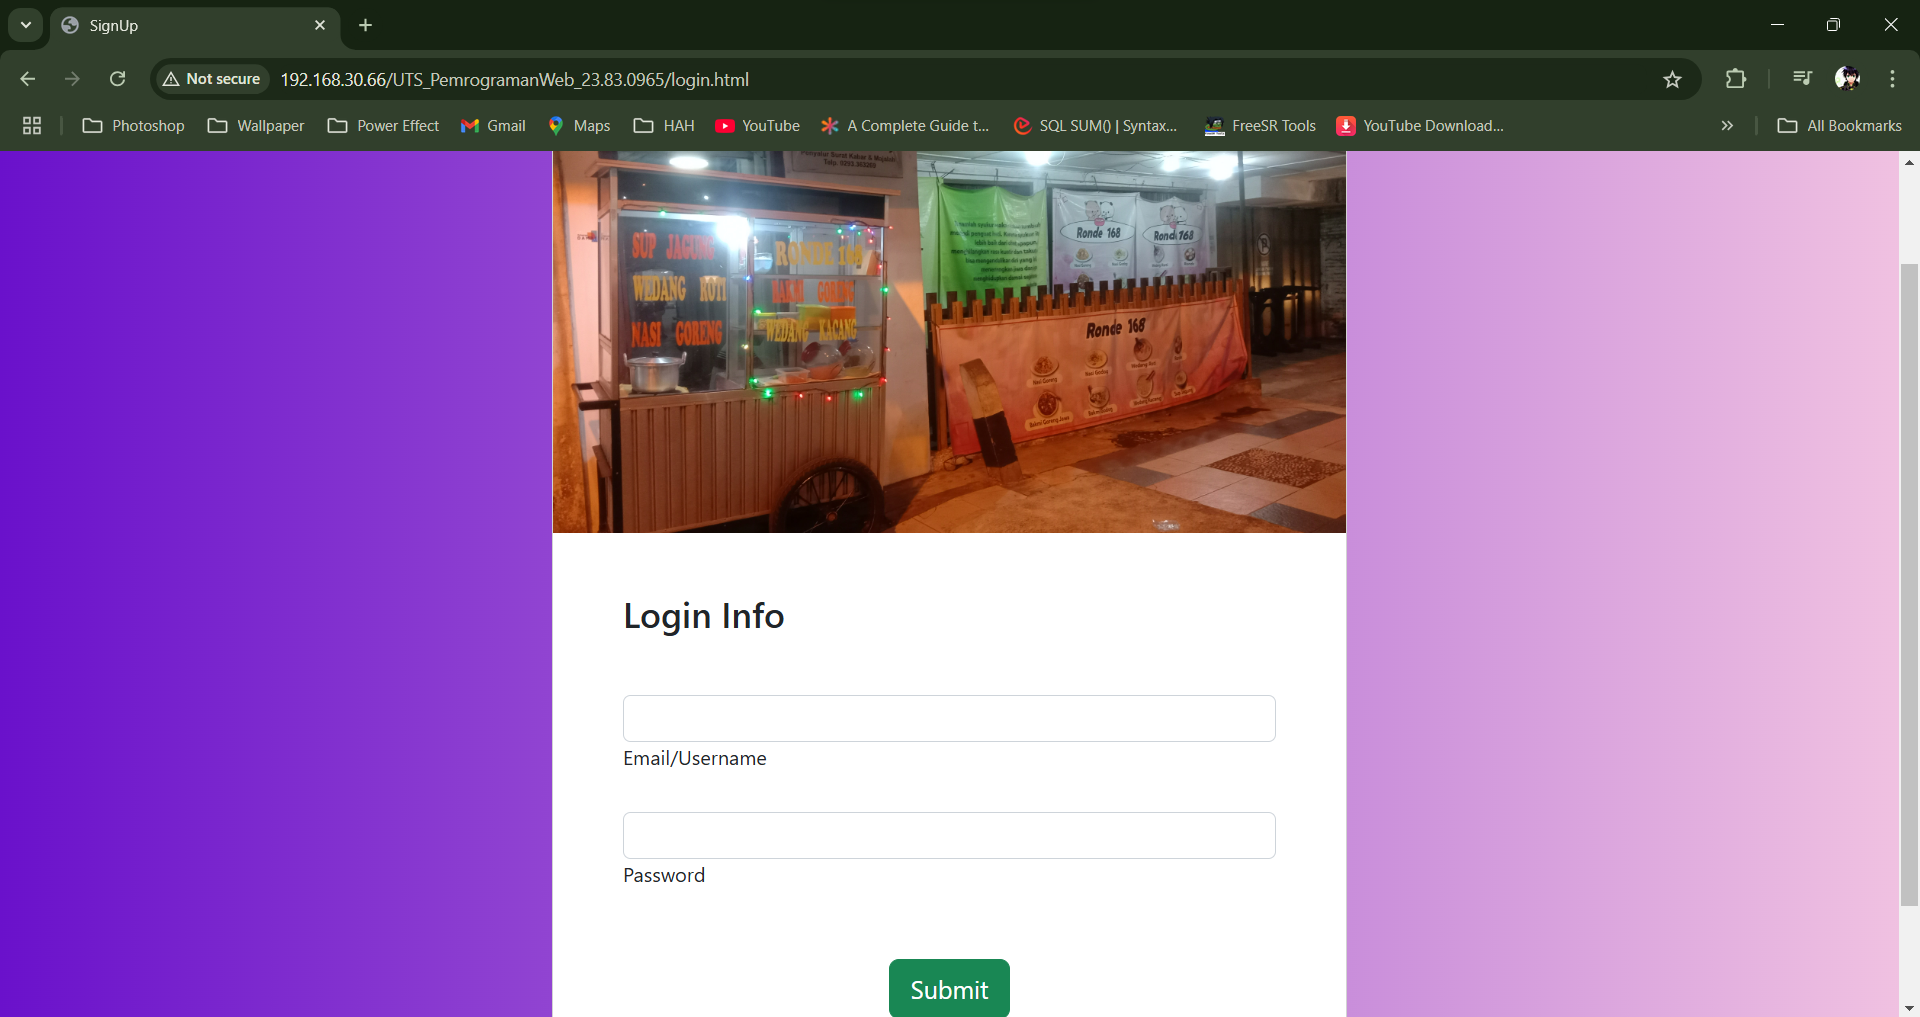 SignUp
Not secure
192.168.30.66/UTS_PemrogramanWeb_23.83.0965/login.html
Photoshop
Wallpaper
Power Effect
Gmail
Maps
HAH
YouTube
A Complete Guide t...
SQL SUM() | Syntax...
FreeSR Tools
YouTube Download...
All Bookmarks
SUP JAGUNG
WEDANG ROTI
NASI GORENG
RONDE 168
BAKMI GORENG
WEDANG KACANG
Ronde 168
Ronde 168
Ronde 168
Login Info
Email/Username
Password
Submit